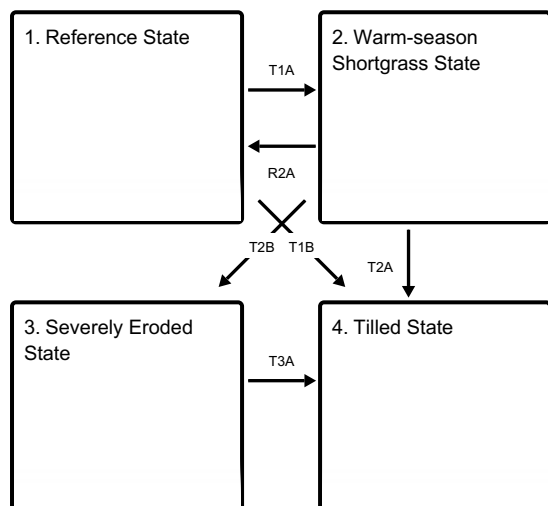 1. Reference State
2. Warm-season
Shortgrass State
T1A
R2A
T2B
T1B
T2A
3. Severely Eroded
State
4. Tilled State
T3A